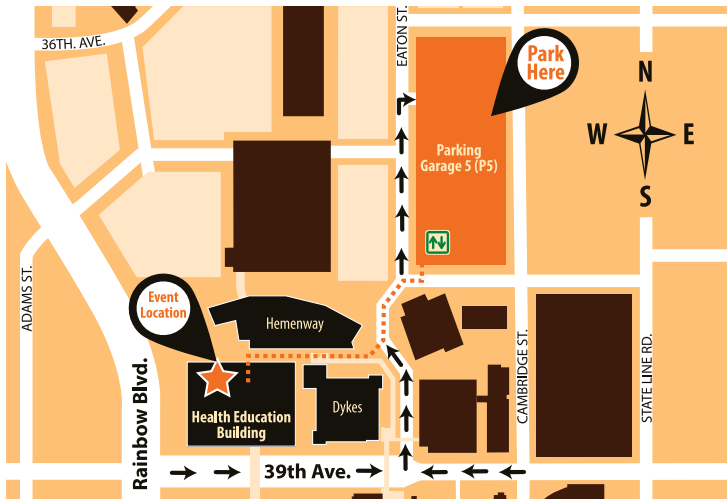 36TH. AVE.
EATON ST.
Park
Here
N
W
E
S
Parking
Garage 5 (P5)
ADAMS ST.
Event
Location
Hemenway
Rainbow Blvd.
Health Education
Building
Dykes
CAMBRIDGE ST.
STATE LINE RD.
39th Ave.